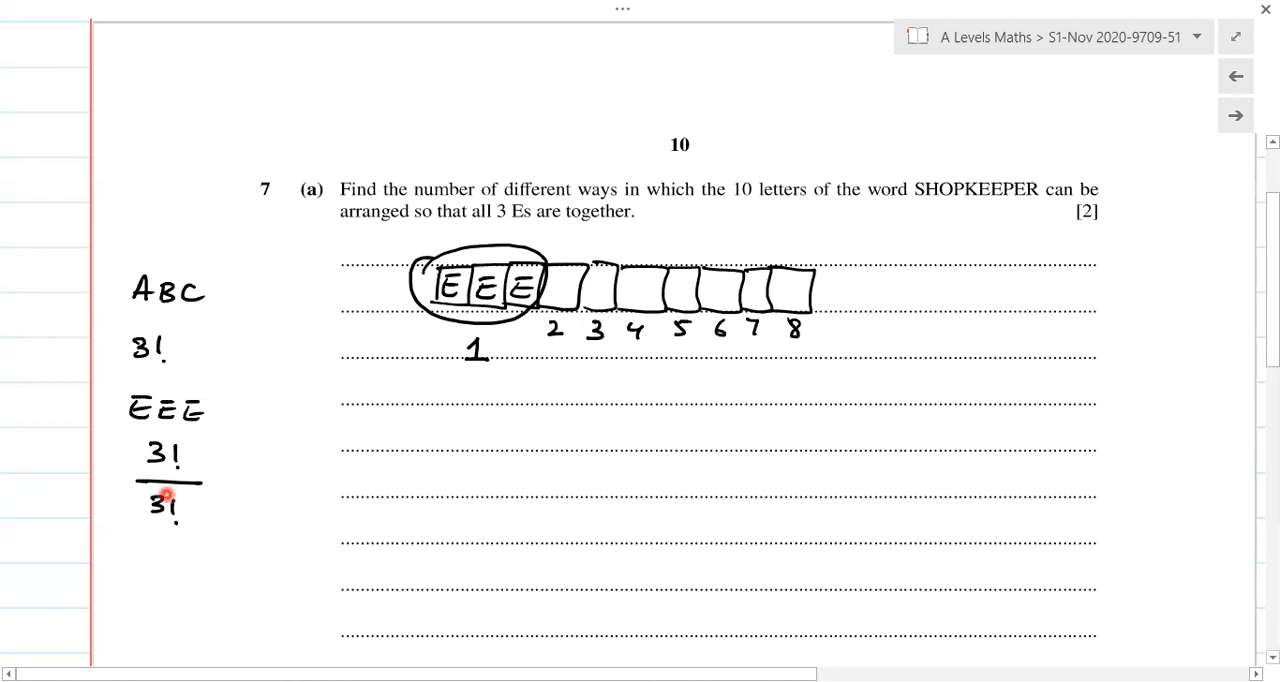 A Levels Maths > S1-Nov 2020-9709-51
10
7 (a) Find the number of different ways in which the 10 letters of the word SHOPKEEPER can be
arranged so that all 3 Es are together. [2]
E E E
2 3 4 5 6 7 8
1
ABC
3!
EEE
3!
3!